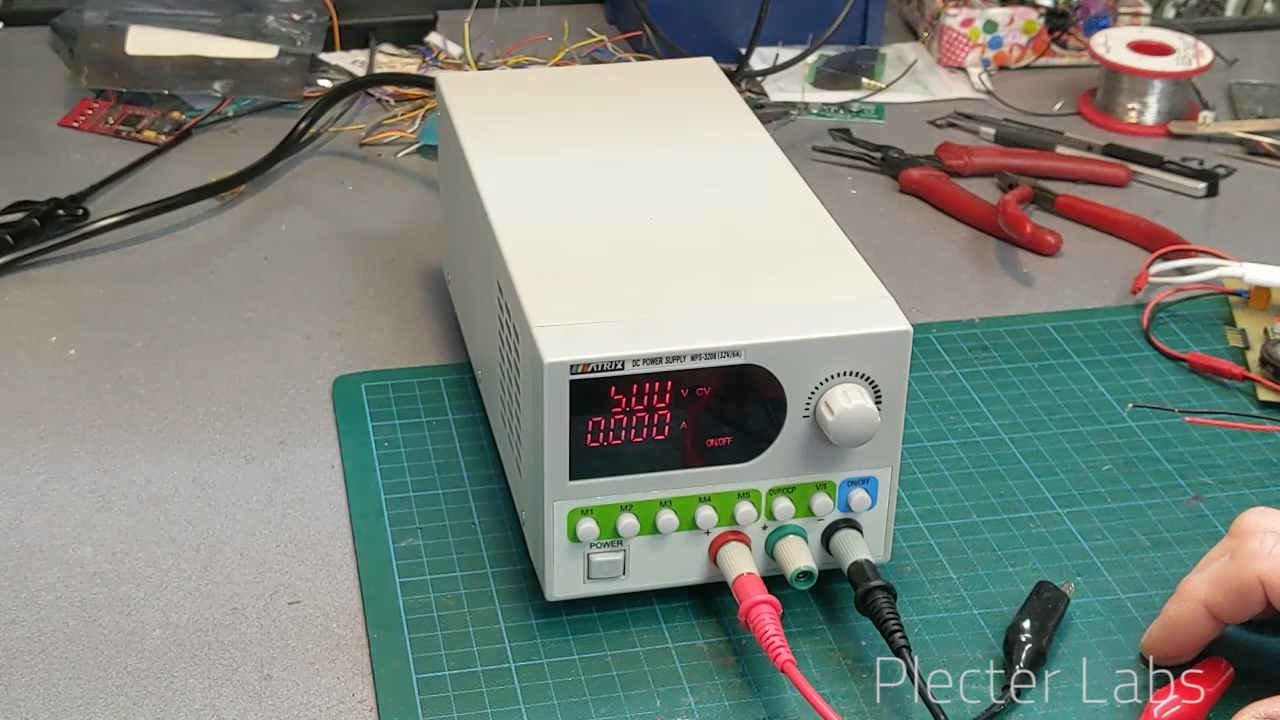 MATRIX DC POWER SUPPLY MPS-3206 (32V/6A)
5.00 V CV
0.000 A
ON/OFF
M1 M2 M3 M4 M5 OVP/OCP V/I ON/OFF
POWER + -
Plecter Labs